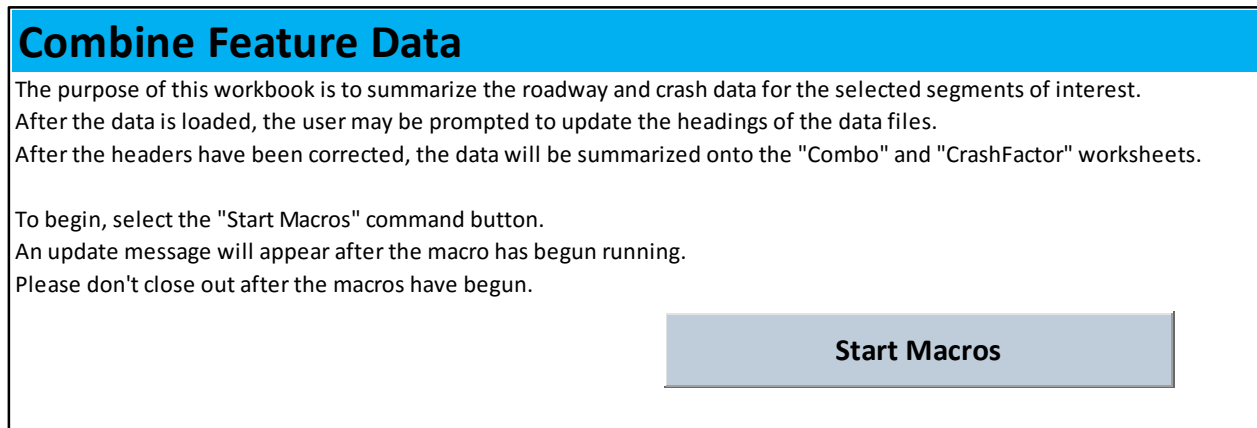 Combine Feature Data
The purpose of this workbook is to summarize the roadway and crash data for the selected segments of interest.
After the data is loaded, the user may be prompted to update the headings of the data files.
After the headers have been corrected, the data will be summarized onto the "Combo" and "CrashFactor" worksheets.
To begin, select the "Start Macros" command button.
An update message will appear after the macro has begun running.
Please don't close out after the macros have begun.
Start Macros